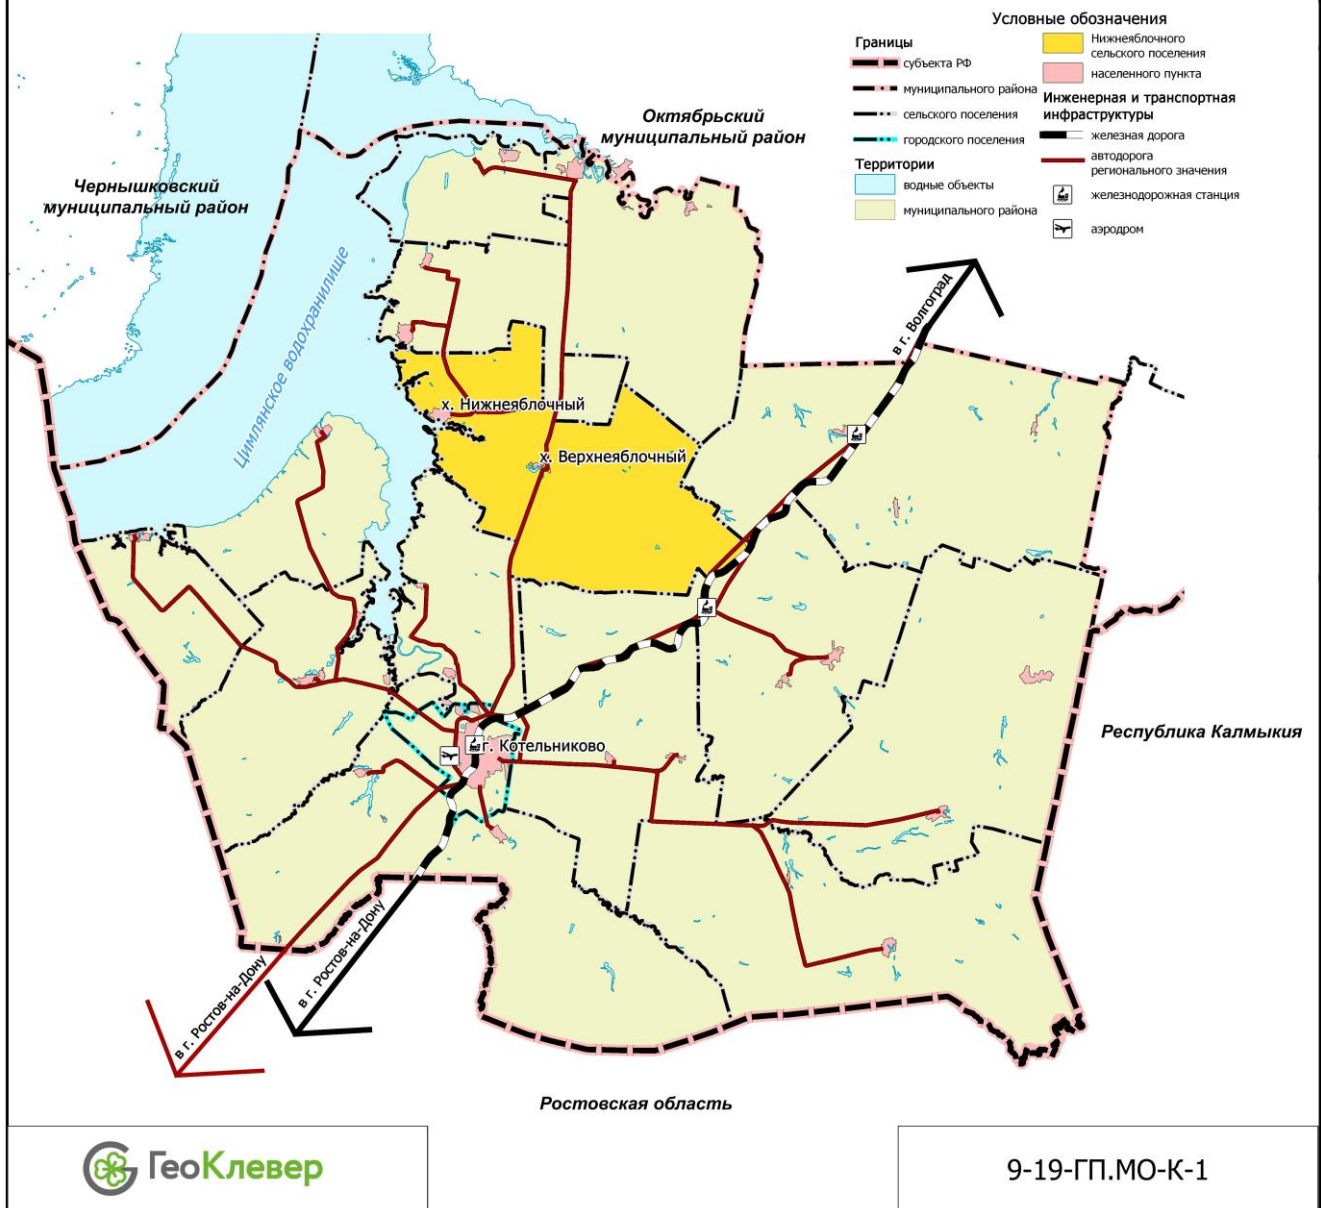 Условные обозначения
Границы
субъекта РФ
муниципального района
сельского поселения
городского поселения
Территории
водные объекты
муниципального района
Нижнеяблочного
сельского поселения
населенного пункта
Инженерная и транспортная
инфраструктуры
железная дорога
автодорога
регионального значения
железнодорожная станция
аэродром
Октябрьский
муниципальный район
Чернышковский
муниципальный район
Цимлянское водохранилище
в г. Волгоград
х. Нижнеяблочный
х. Верхнеяблочный
Республика Калмыкия
г. Котельниково
в г. Ростов-на-Дону
в г. Ростов-на-Дону
Ростовская область
ГеоКлевер
9-19-ГП.МО-К-1